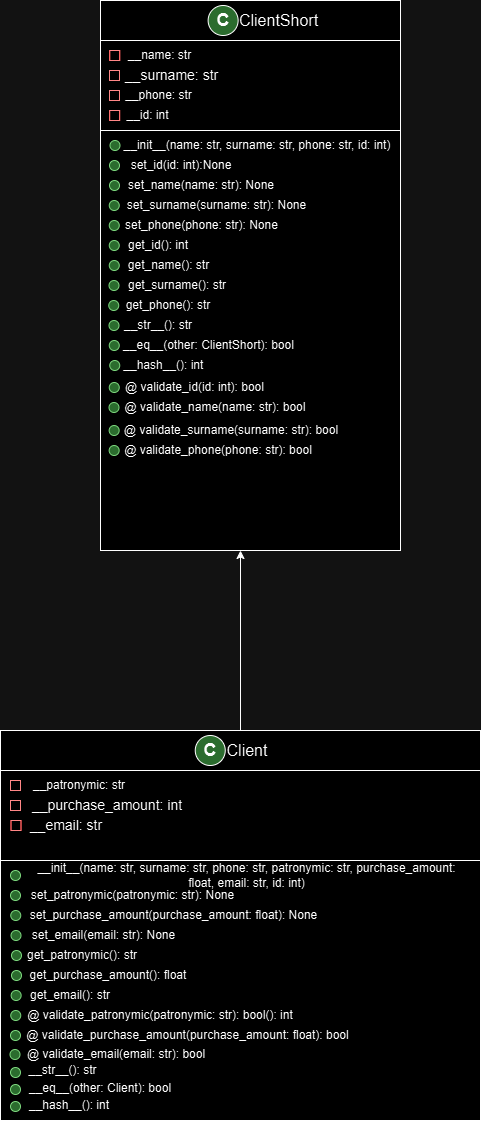 C ClientShort
__name: str
__surname: str
__phone: str
__id: int
__init__(name: str, surname: str, phone: str, id: int)
set_id(id: int):None
set_name(name: str): None
set_surname(surname: str): None
set_phone(phone: str): None
get_id(): int
get_name(): str
get_surname(): str
get_phone(): str
__str__(): str
__eq__(other: ClientShort): bool
__hash__(): int
@ validate_id(id: int): bool
@ validate_name(name: str): bool
@ validate_surname(surname: str): bool
@ validate_phone(phone: str): bool
C Client
__patronymic: str
__purchase_amount: int
__email: str
__init__(name: str, surname: str, phone: str, patronymic: str, purchase_amount:
float, email: str, id: int)
set_patronymic(patronymic: str): None
set_purchase_amount(purchase_amount: float): None
set_email(email: str): None
get_patronymic(): str
get_purchase_amount(): float
get_email(): str
@ validate_patronymic(patronymic: str): bool(): int
@ validate_purchase_amount(purchase_amount: float): bool
@ validate_email(email: str): bool
__str__(): str
__eq__(other: Client): bool
__hash__(): int